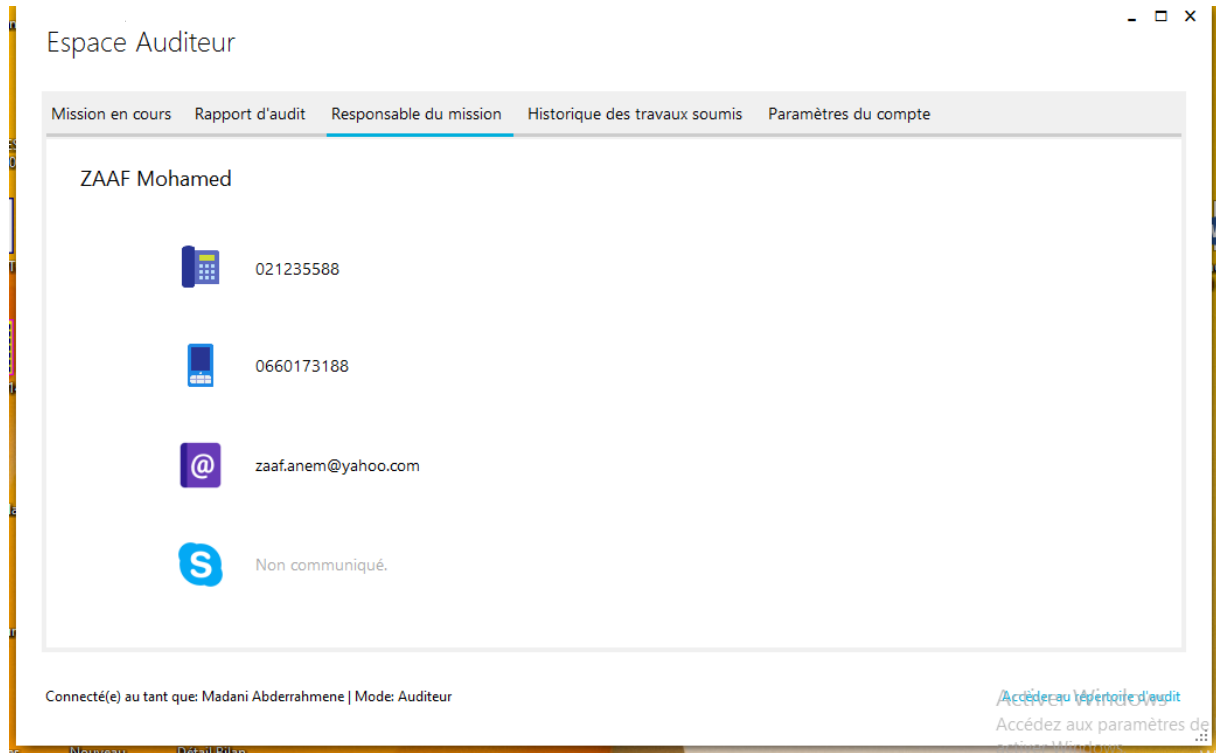 Espace Auditeur
Mission en cours Rapport d'audit Responsable du mission Historique des travaux soumis Paramètres du compte
ZAAF Mohamed
021235588
0660173188
@
zaaf.anem@yahoo.com
S
Non communiqué.
Connecté(e) au tant que: Madani Abderrahmene | Mode: Auditeur
Accéder au répertoire d'audit
Activer Windows
Accédez aux paramètres de
activer Windows
Nouveau Détail Bilan